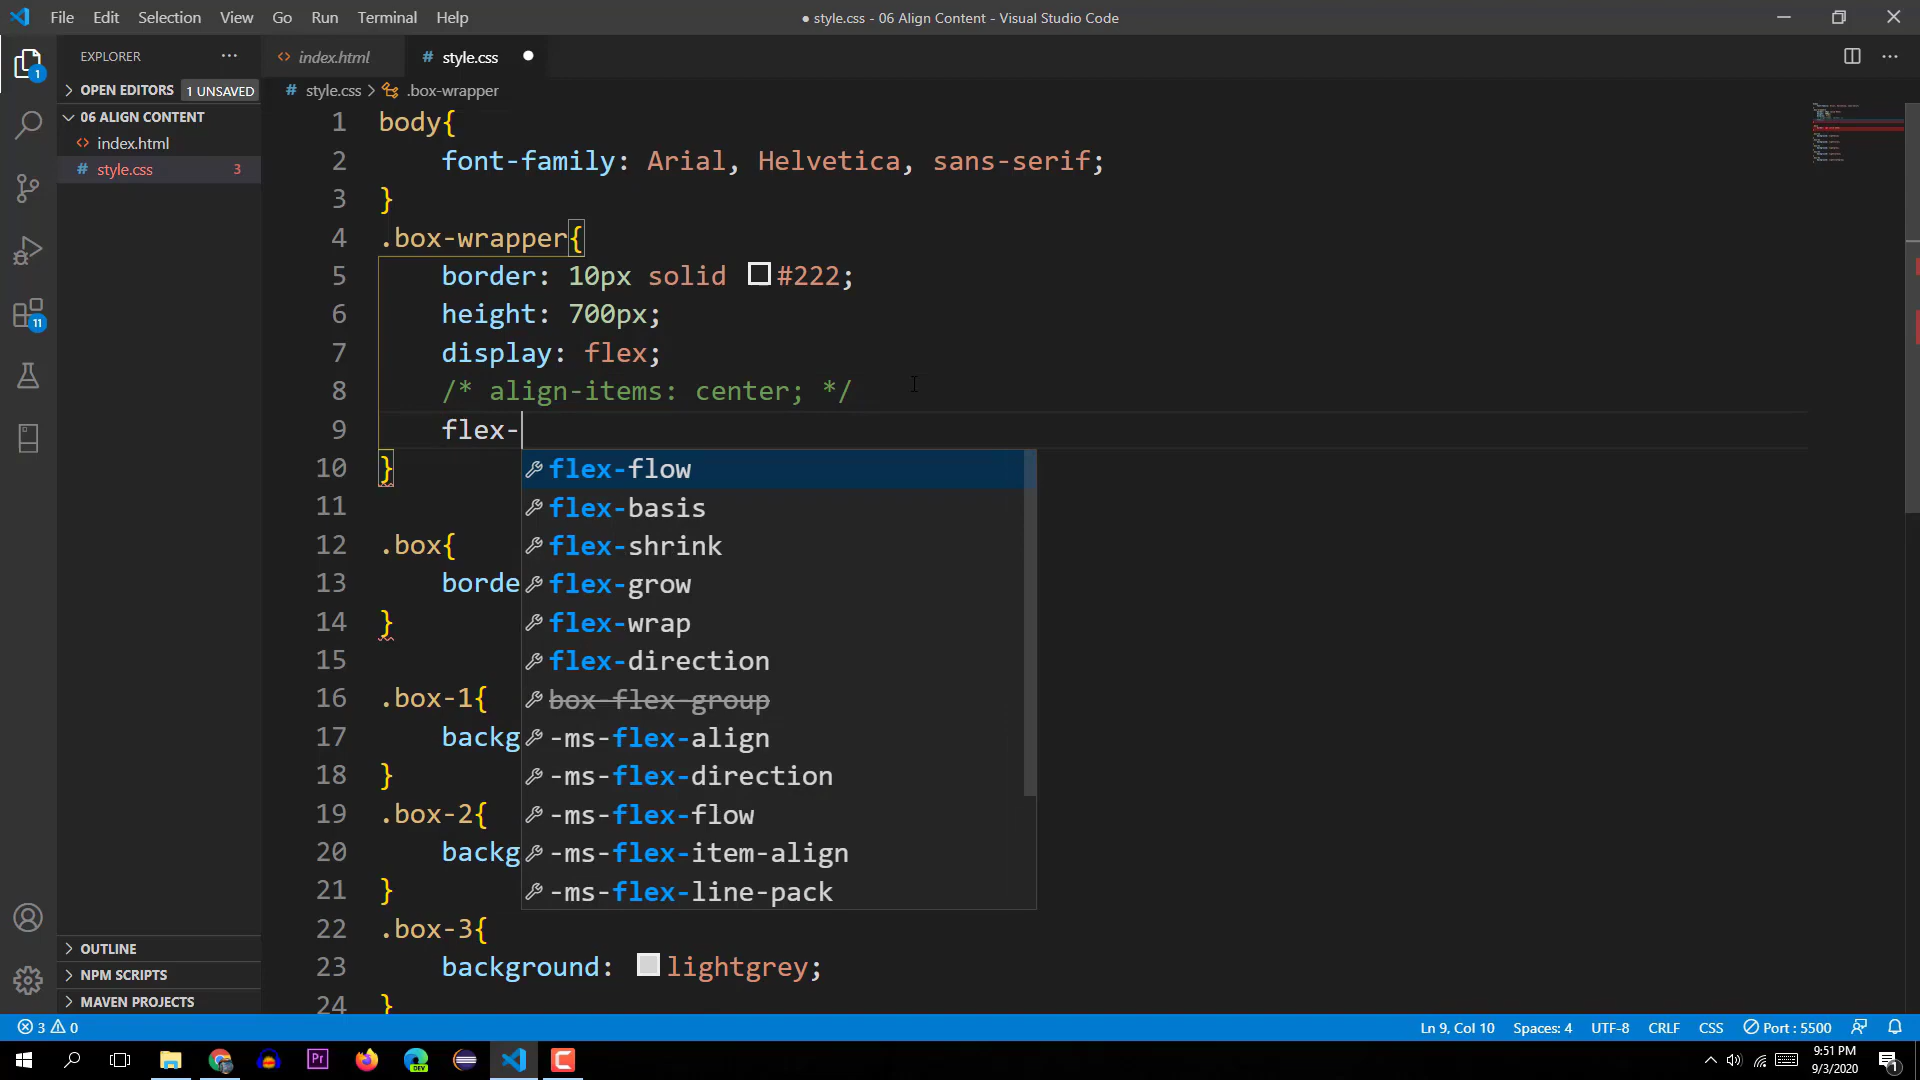 File Edit Selection View Go Run Terminal Help
● style.css - 06 Align Content - Visual Studio Code
EXPLORER
index.html
# style.css
OPEN EDITORS 1 UNSAVED
# style.css > .box-wrapper
06 ALIGN CONTENT
index.html
# style.css 3
1 body{
2 font-family: Arial, Helvetica, sans-serif;
3 }
4 .box-wrapper{
5 border: 10px solid #222;
6 height: 700px;
7 display: flex;
8 /* align-items: center; */
9 flex-
10 }
11
12 .box{
13 borde
14 }
15
16 .box-1{
17 backg
18 }
19 .box-2{
20 backg
21 }
22 .box-3{
23 background: lightgrey;
24 }
flex-flow
flex-basis
flex-shrink
flex-grow
flex-wrap
flex-direction
box-flex-group
-ms-flex-align
-ms-flex-direction
-ms-flex-flow
-ms-flex-item-align
-ms-flex-line-pack
1
11
OUTLINE
NPM SCRIPTS
MAVEN PROJECTS
3 0
Ln 9, Col 10 Spaces: 4 UTF-8 CRLF CSS Port : 5500
Pr
DEV
9:51 PM
9/3/2020
1